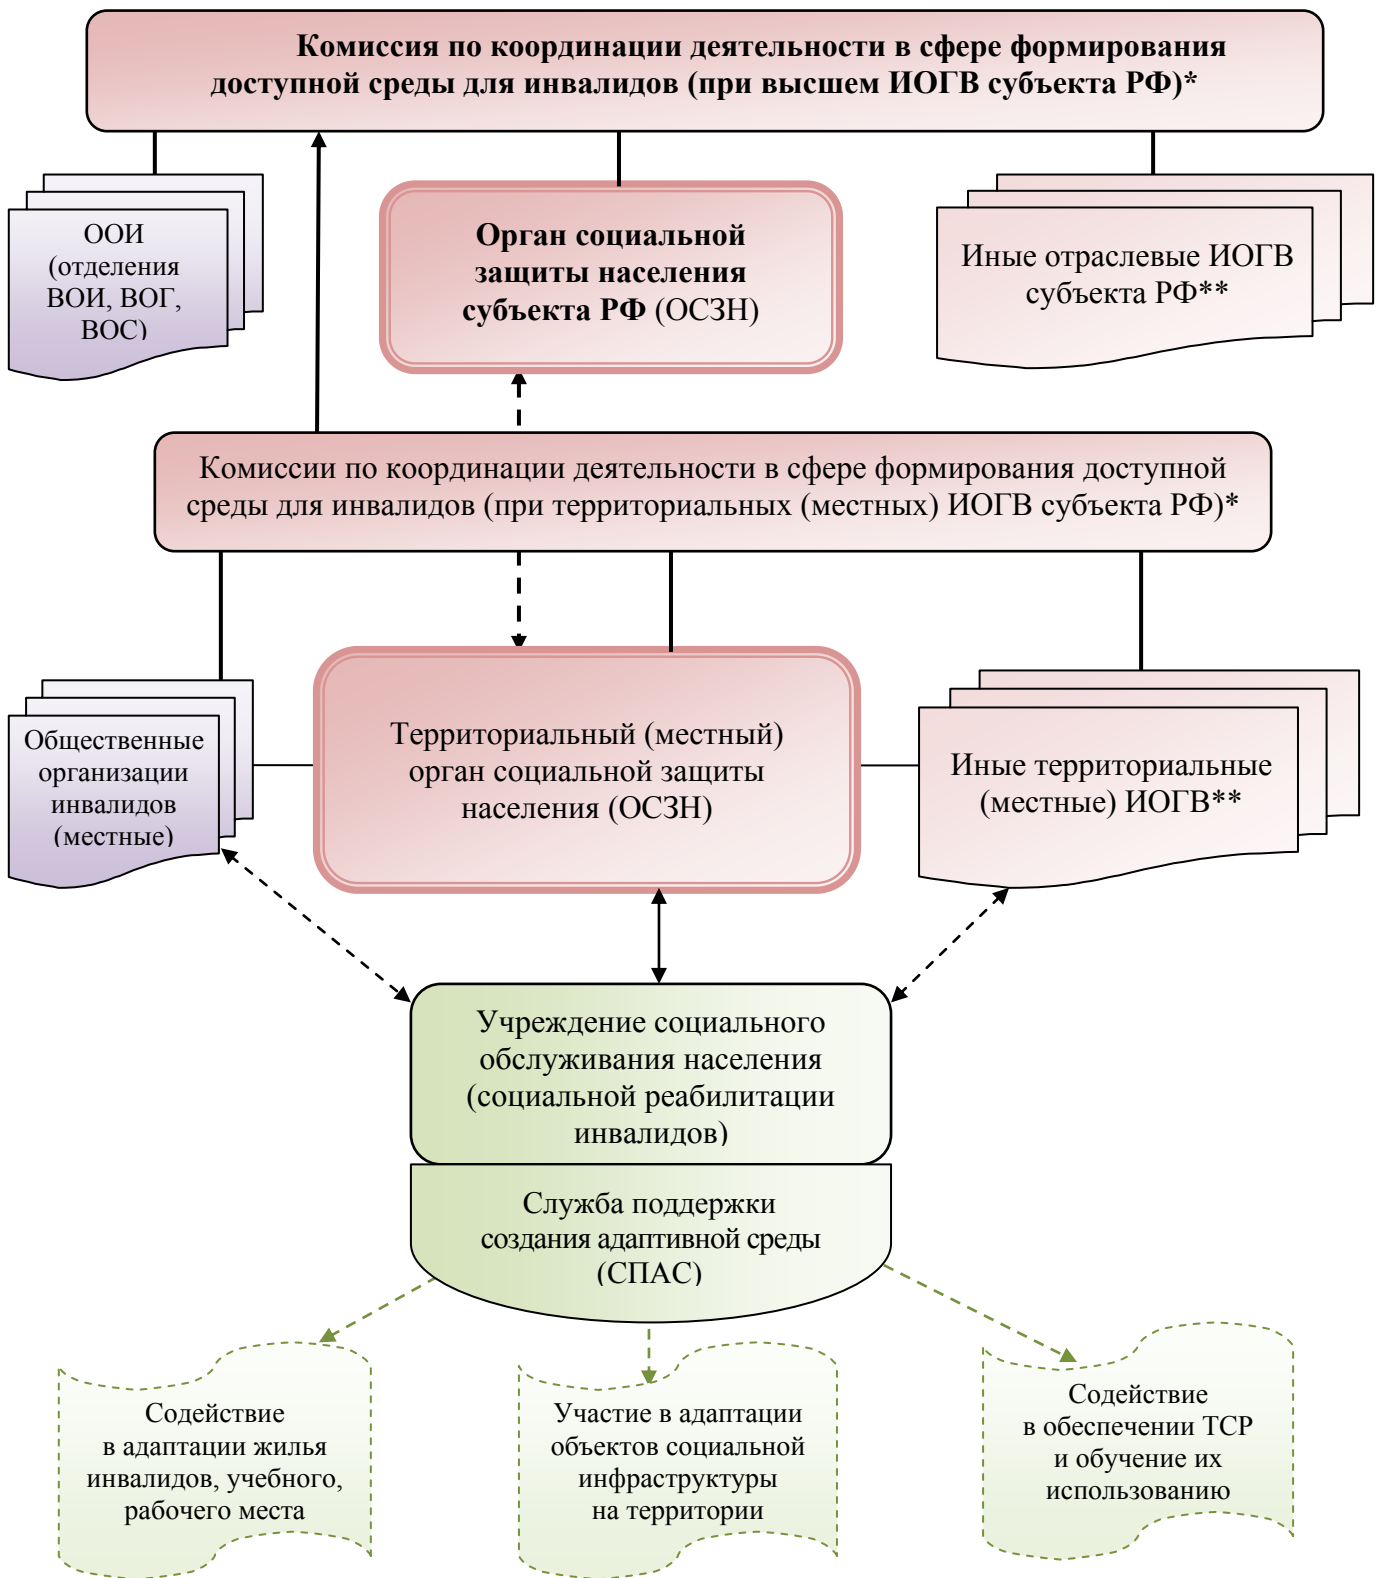 Комиссия по координации деятельности в сфере формирования
доступной среды для инвалидов (при высшем ИОГВ субъекта РФ)*
ООИ
(отделения
ВОИ, ВОГ,
ВОС)
Орган социальной
защиты населения
субъекта РФ (ОСЗН)
Иные отраслевые ИОГВ
субъекта РФ**
Комиссии по координации деятельности в сфере формирования доступной
среды для инвалидов (при территориальных (местных) ИОГВ субъекта РФ)*
Общественные
организации
инвалидов
(местные)
Территориальный (местный)
орган социальной защиты
населения (ОСЗН)
Иные территориальные
(местные) ИОГВ**
Учреждение социального
обслуживания населения
(социальной реабилитации
инвалидов)
Служба поддержки
создания адаптивной среды
(СПАС)
Содействие
в адаптации жилья
инвалидов, учебного,
рабочего места
Участие в адаптации
объектов социальной
инфраструктуры
на территории
Содействие
в обеспечении ТСР
и обучение их
использованию